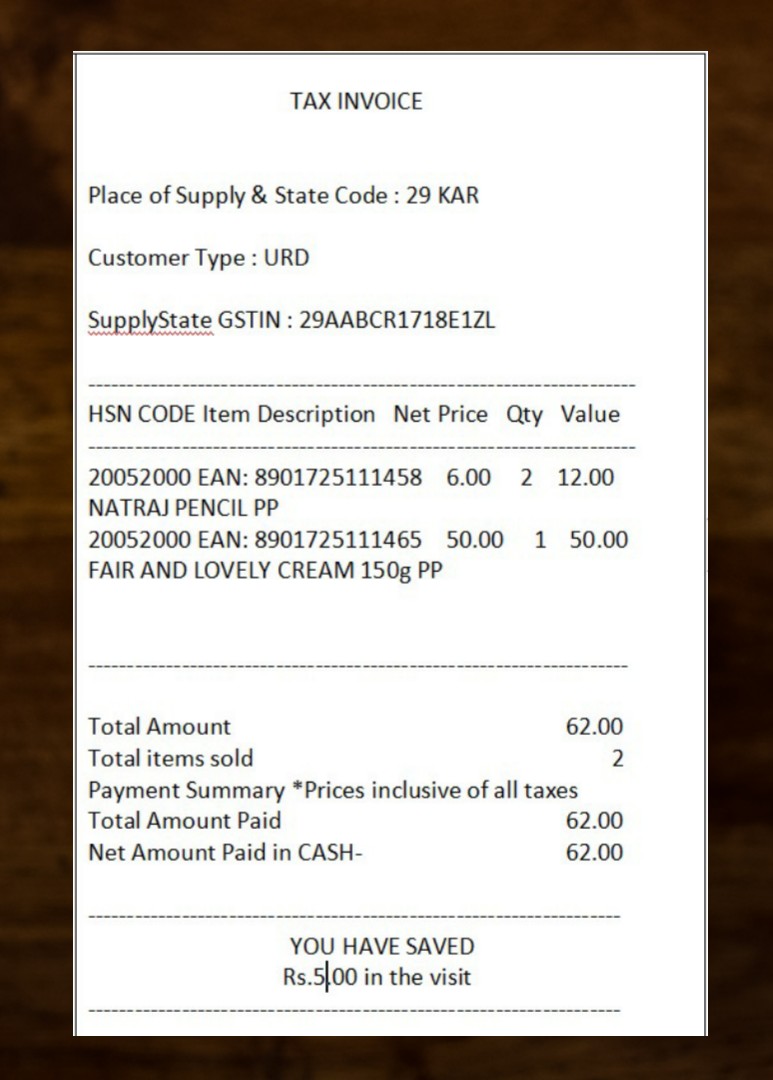 TAX INVOICE
Place of Supply & State Code : 29 KAR
Customer Type : URD
SupplyState GSTIN : 29AABCR1718E1ZL
----------------------------------------------------------------------
HSN CODE Item Description Net Price Qty Value
----------------------------------------------------------------------
20052000 EAN: 8901725111458 6.00 2 12.00
NATRAJ PENCIL PP
20052000 EAN: 8901725111465 50.00 1 50.00
FAIR AND LOVELY CREAM 150g PP
---------------------------------------------------------------------
Total Amount 62.00
Total items sold 2
Payment Summary *Prices inclusive of all taxes
Total Amount Paid 62.00
Net Amount Paid in CASH- 62.00
--------------------------------------------------------------------
YOU HAVE SAVED
Rs.5.00 in the visit
--------------------------------------------------------------------